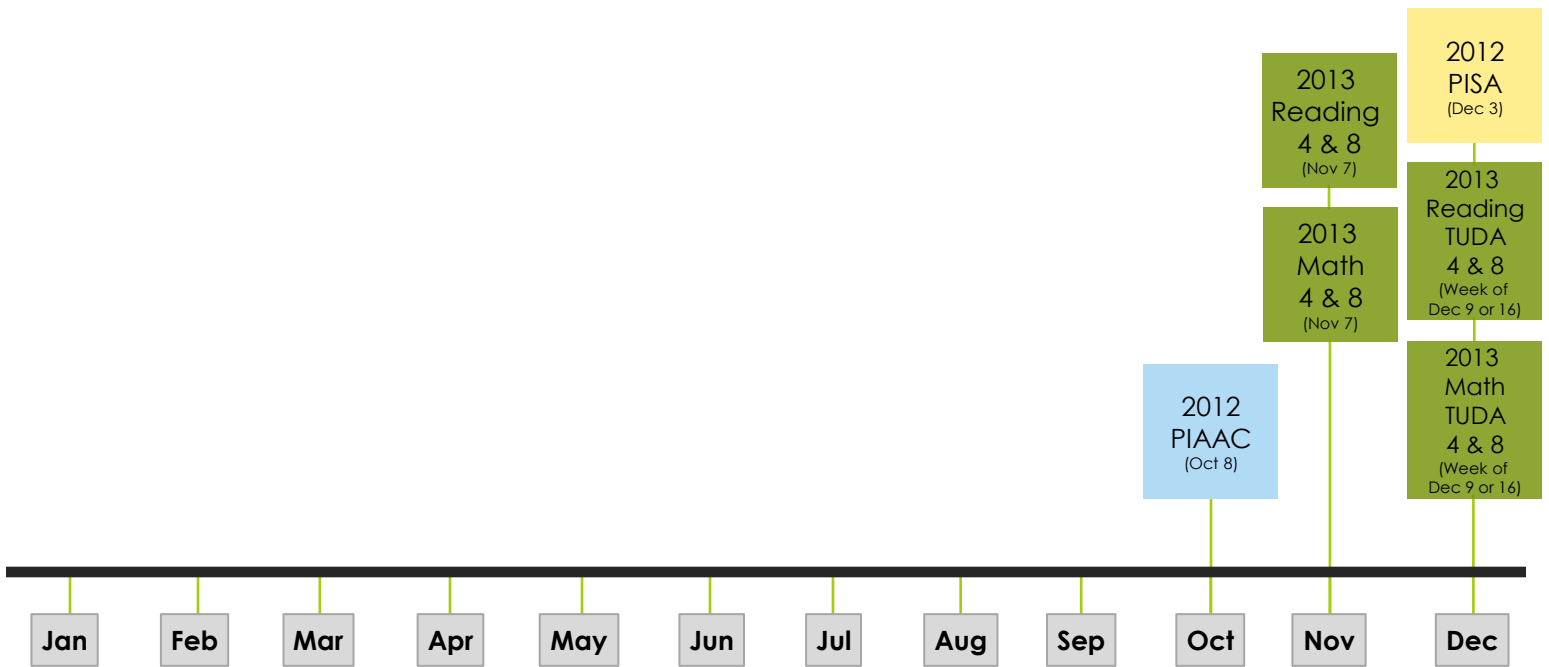 2012
PISA
(Dec 3)
2013
Reading
4 & 8
(Nov 7)
2013
Reading
TUDA
4 & 8
(Week of
Dec 9 or 16)
2013
Math
4 & 8
(Nov 7)
2013
Math
TUDA
4 & 8
(Week of
Dec 9 or 16)
2012
PIAAC
(Oct 8)
Jan
Feb
Mar
Apr
May
Jun
Jul
Aug
Sep
Oct
Nov
Dec